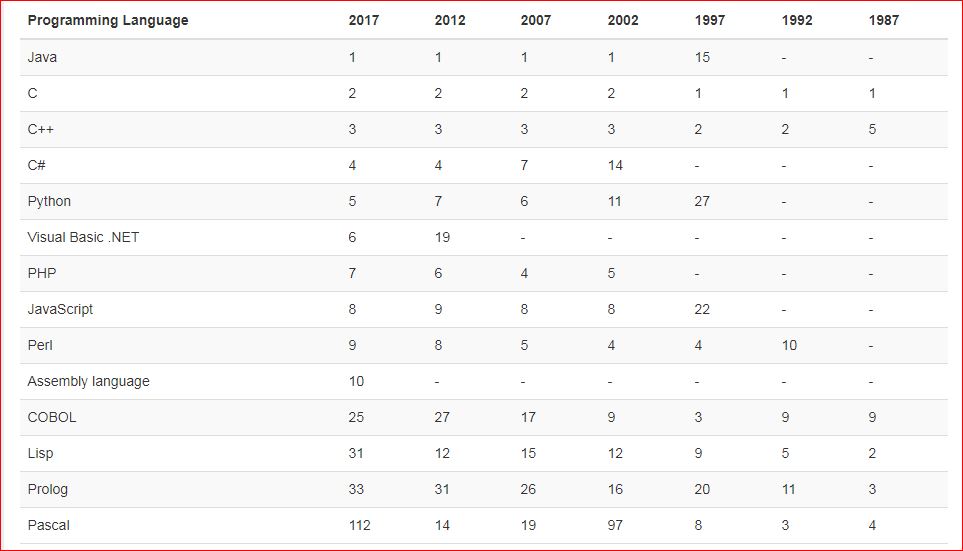 Programming Language 2017 2012 2007 2002 1997 1992 1987
Java 1 1 1 1 15 - -
C 2 2 2 2 1 1 1
C++ 3 3 3 3 2 2 5
C# 4 4 7 14 - - -
Python 5 7 6 11 27 - -
Visual Basic .NET 6 19 - - - - -
PHP 7 6 4 5 - - -
JavaScript 8 9 8 8 22 - -
Perl 9 8 5 4 4 10 -
Assembly language 10 - - - - - -
COBOL 25 27 17 9 3 9 9
Lisp 31 12 15 12 9 5 2
Prolog 33 31 26 16 20 11 3
Pascal 112 14 19 97 8 3 4